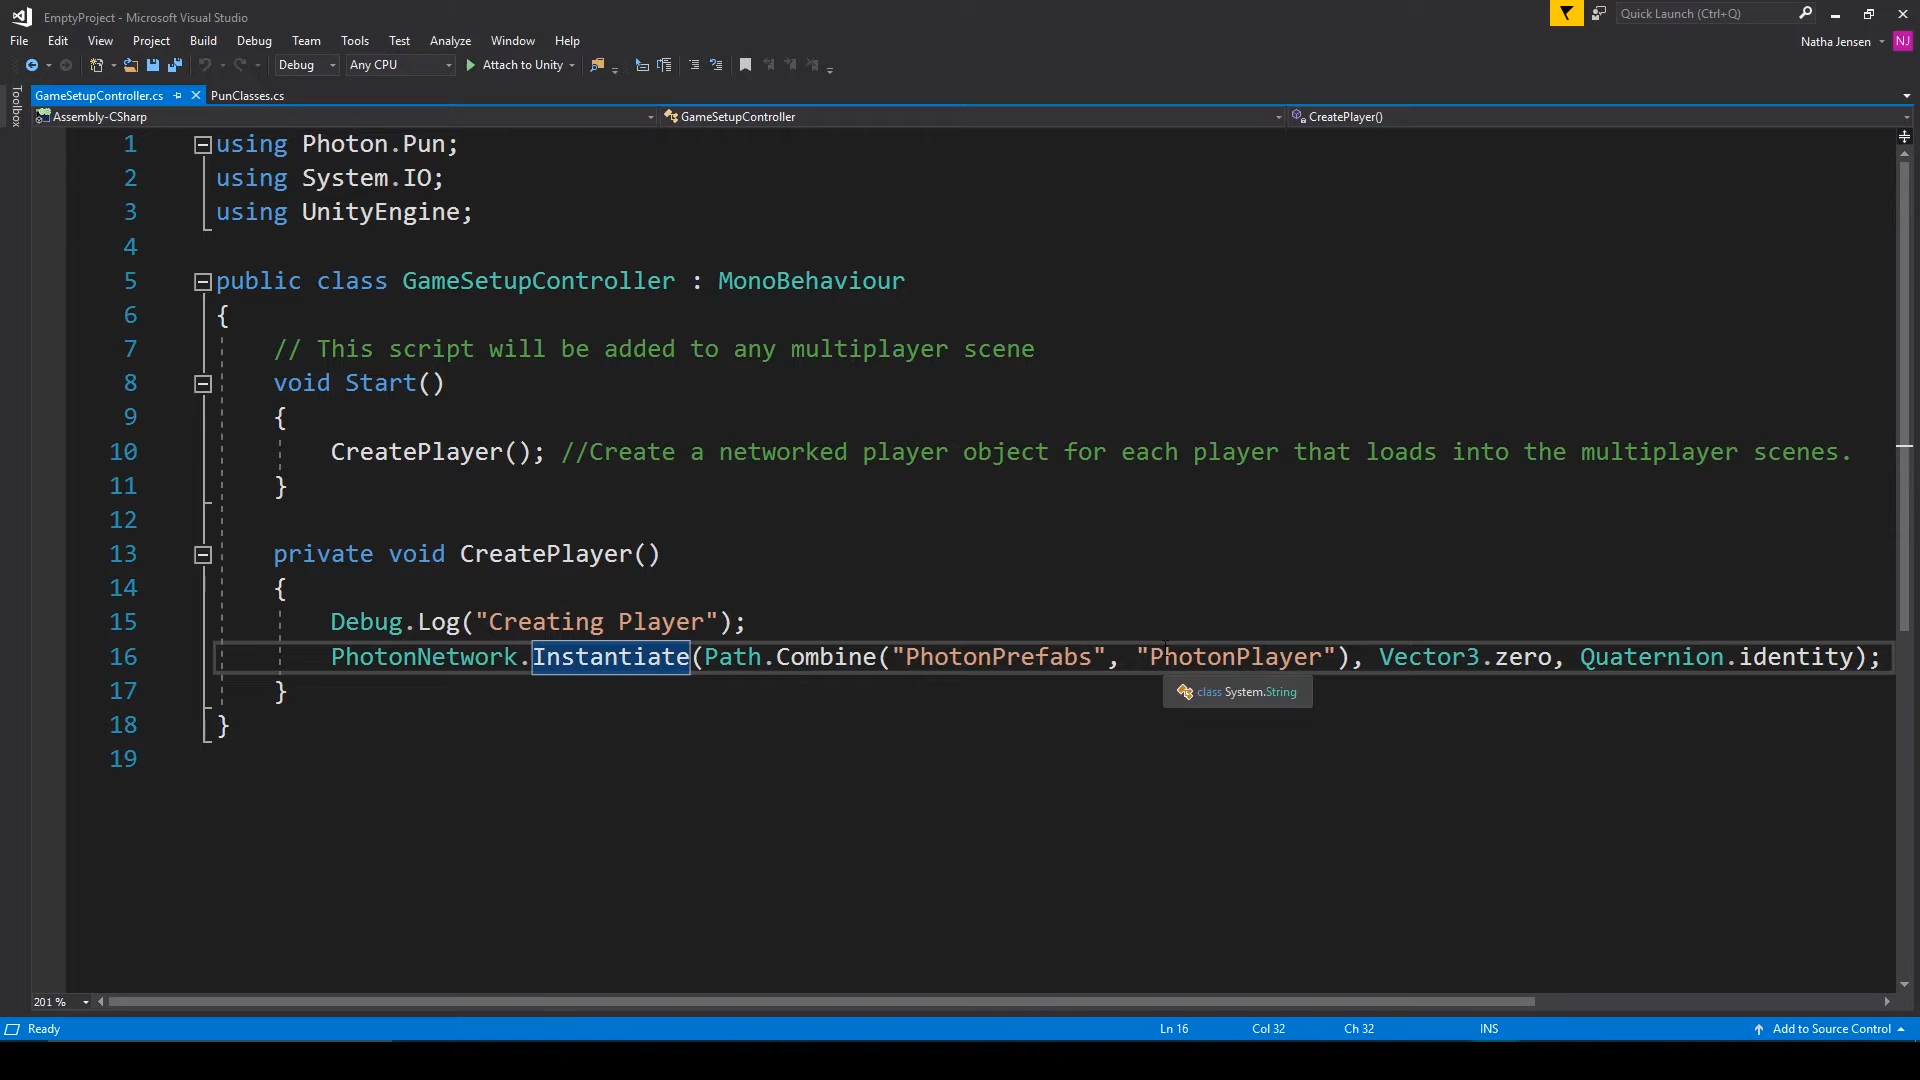 EmptyProject - Microsoft Visual Studio
Quick Launch (Ctrl+Q)
File Edit View Project Build Debug Team Tools Test Analyze Window Help
Natha Jensen NJ
Debug Any CPU Attach to Unity
Toolbox
GameSetupController.cs PunClasses.cs
Assembly-CSharp GameSetupController CreatePlayer()
1 using Photon.Pun;
2 using System.IO;
3 using UnityEngine;
4
5 public class GameSetupController : MonoBehaviour
6 {
7 // This script will be added to any multiplayer scene
8 void Start()
9 {
10 CreatePlayer(); //Create a networked player object for each player that loads into the multiplayer scenes.
11 }
12
13 private void CreatePlayer()
14 {
15 Debug.Log("Creating Player");
16 PhotonNetwork.Instantiate(Path.Combine("PhotonPrefabs", "PhotonPlayer"), Vector3.zero, Quaternion.identity);
class System.String
17 }
18 }
19
201 %
Ready Ln 16 Col 32 Ch 32 INS Add to Source Control